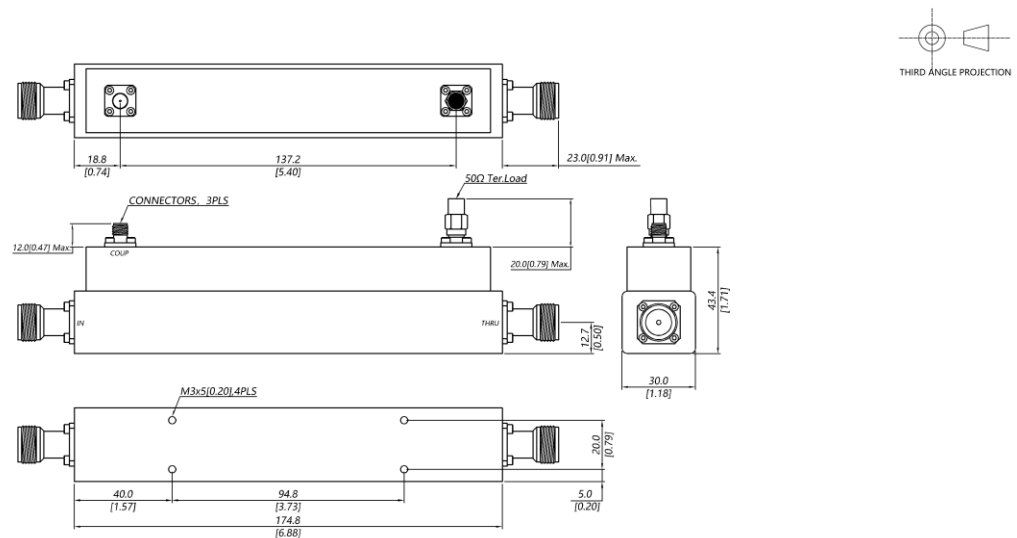 THIRD ANGLE PROJECTION
18.8
[0.74]
137.2
[5.40]
23.0[0.91] Max.
50Ω Ter.Load
CONNECTORS, 3PLS
12.0[0.47] Max.
COUP
20.0[0.79] Max.
IN
THRU
12.7
[0.50]
43.4
[1.71]
30.0
[1.18]
M3x5[0.20],4PLS
20.0
[0.79]
40.0
[1.57]
94.8
[3.73]
5.0
[0.20]
174.8
[6.88]